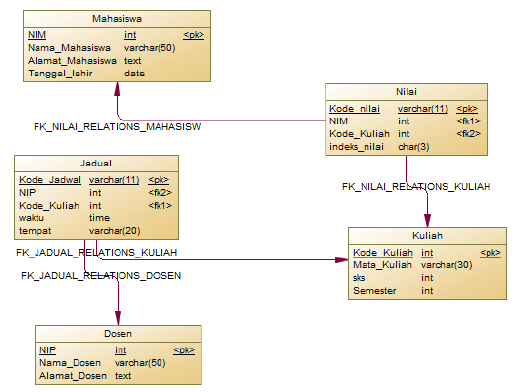 Mahasiswa
NIM int <pk>
Nama_Mahasiswa varchar(50)
Alamat_Mahasiswa text
Tanggal_lahir date
Nilai
Kode_nilai varchar(11) <pk>
NIM int <fk1>
Kode_Kuliah int <fk2>
indeks_nilai char(3)
FK_NILAI_RELATIONS_MAHASISW
Jadual
Kode_Jadwal varchar(11) <pk>
NIP int <fk2>
Kode_Kuliah int <fk1>
waktu time
tempat varchar(20)
FK_NILAI_RELATIONS_KULIAH
Kuliah
Kode_Kuliah int <pk>
Mata_Kuliah varchar(30)
sks int
Semester int
FK_JADUAL_RELATIONS_KULIAH
FK_JADUAL_RELATIONS_DOSEN
Dosen
NIP int <pk>
Nama_Dosen varchar(50)
Alamat_Dosen text